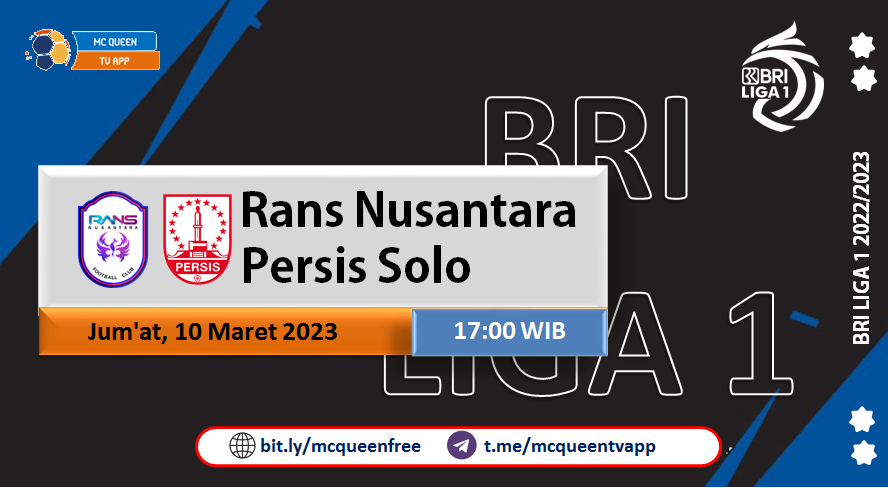 MC QUEEN
TV APP
BRI
LIGA 1
BRI
LIGA 1
RANS
NUSANTARA
FOOTBALL CLUB
PERSIS
Rans Nusantara
Persis Solo
Jum'at, 10 Maret 2023
17:00 WIB
BRI LIGA 1 2022/2023
bit.ly/mcqueenfree
t.me/mcqueentvapp